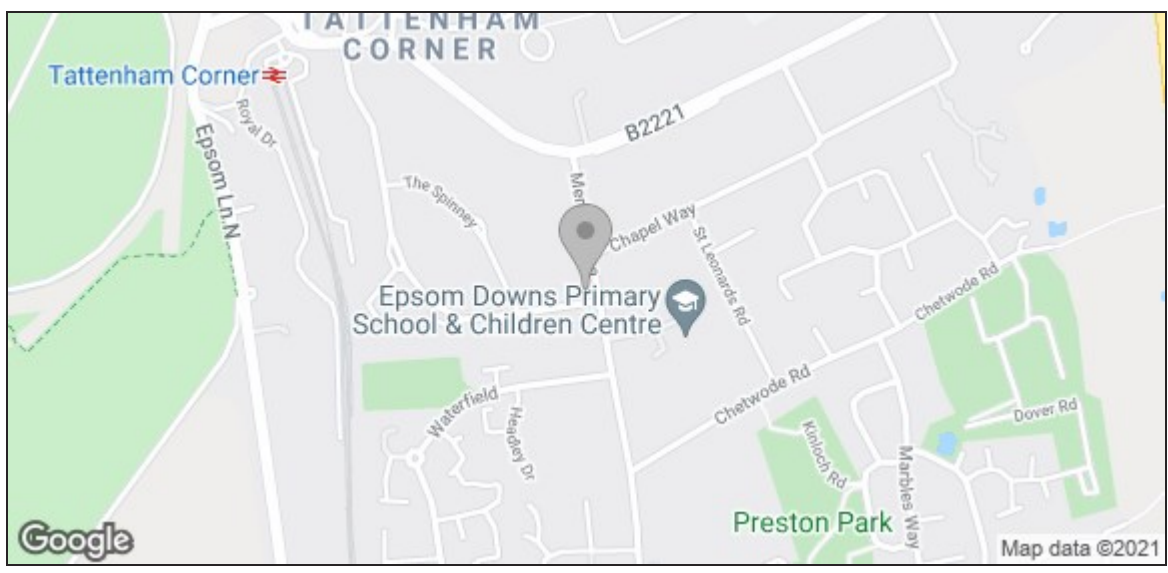 TATTENHAM
CORNER
Tattenham Corner
Royal Dr
B2221
Epsom Ln N
The Spinney
Chapel Way
St Leonards Rd
Epsom Downs Primary
School & Children Centre
Chetwode Rd
Chetwode Rd
Waterfield
Headley Dr
Dover Rd
Kinloch Rd
Marbles Way
Preston Park
Google
Map data ©2021